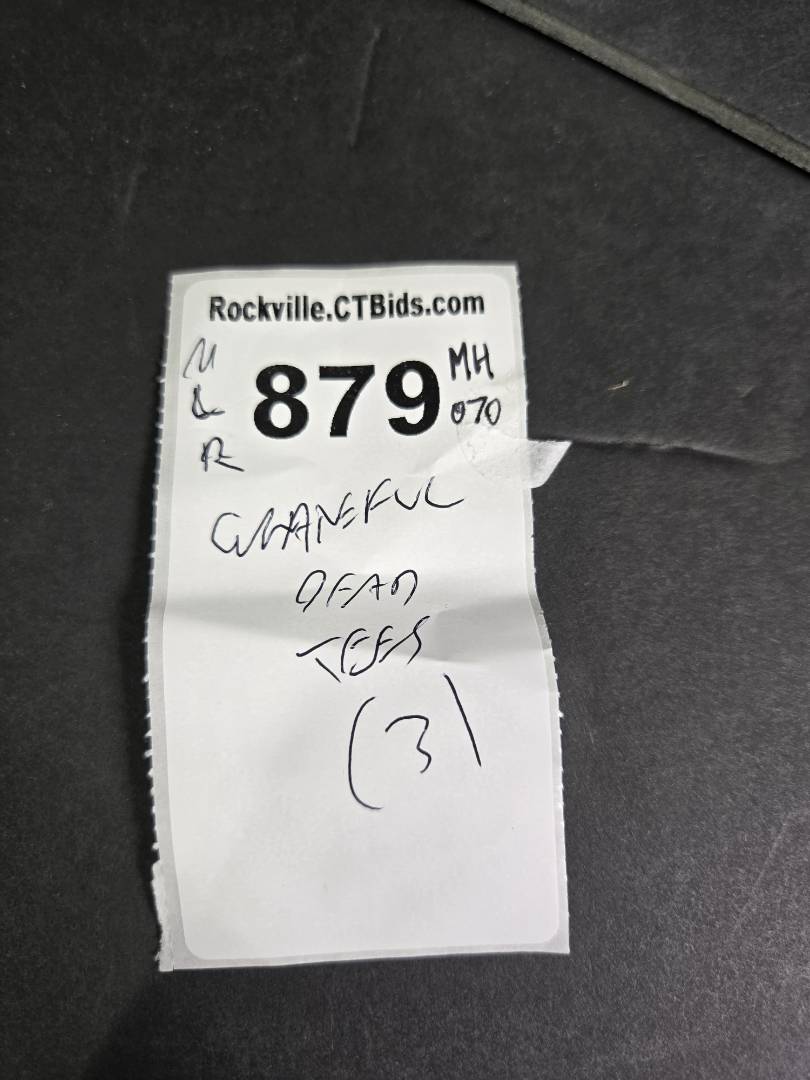 Rockville.CTBids.com
M
L
R
879
MH
070
GRATEFUL
DEAD
TEES
(3)